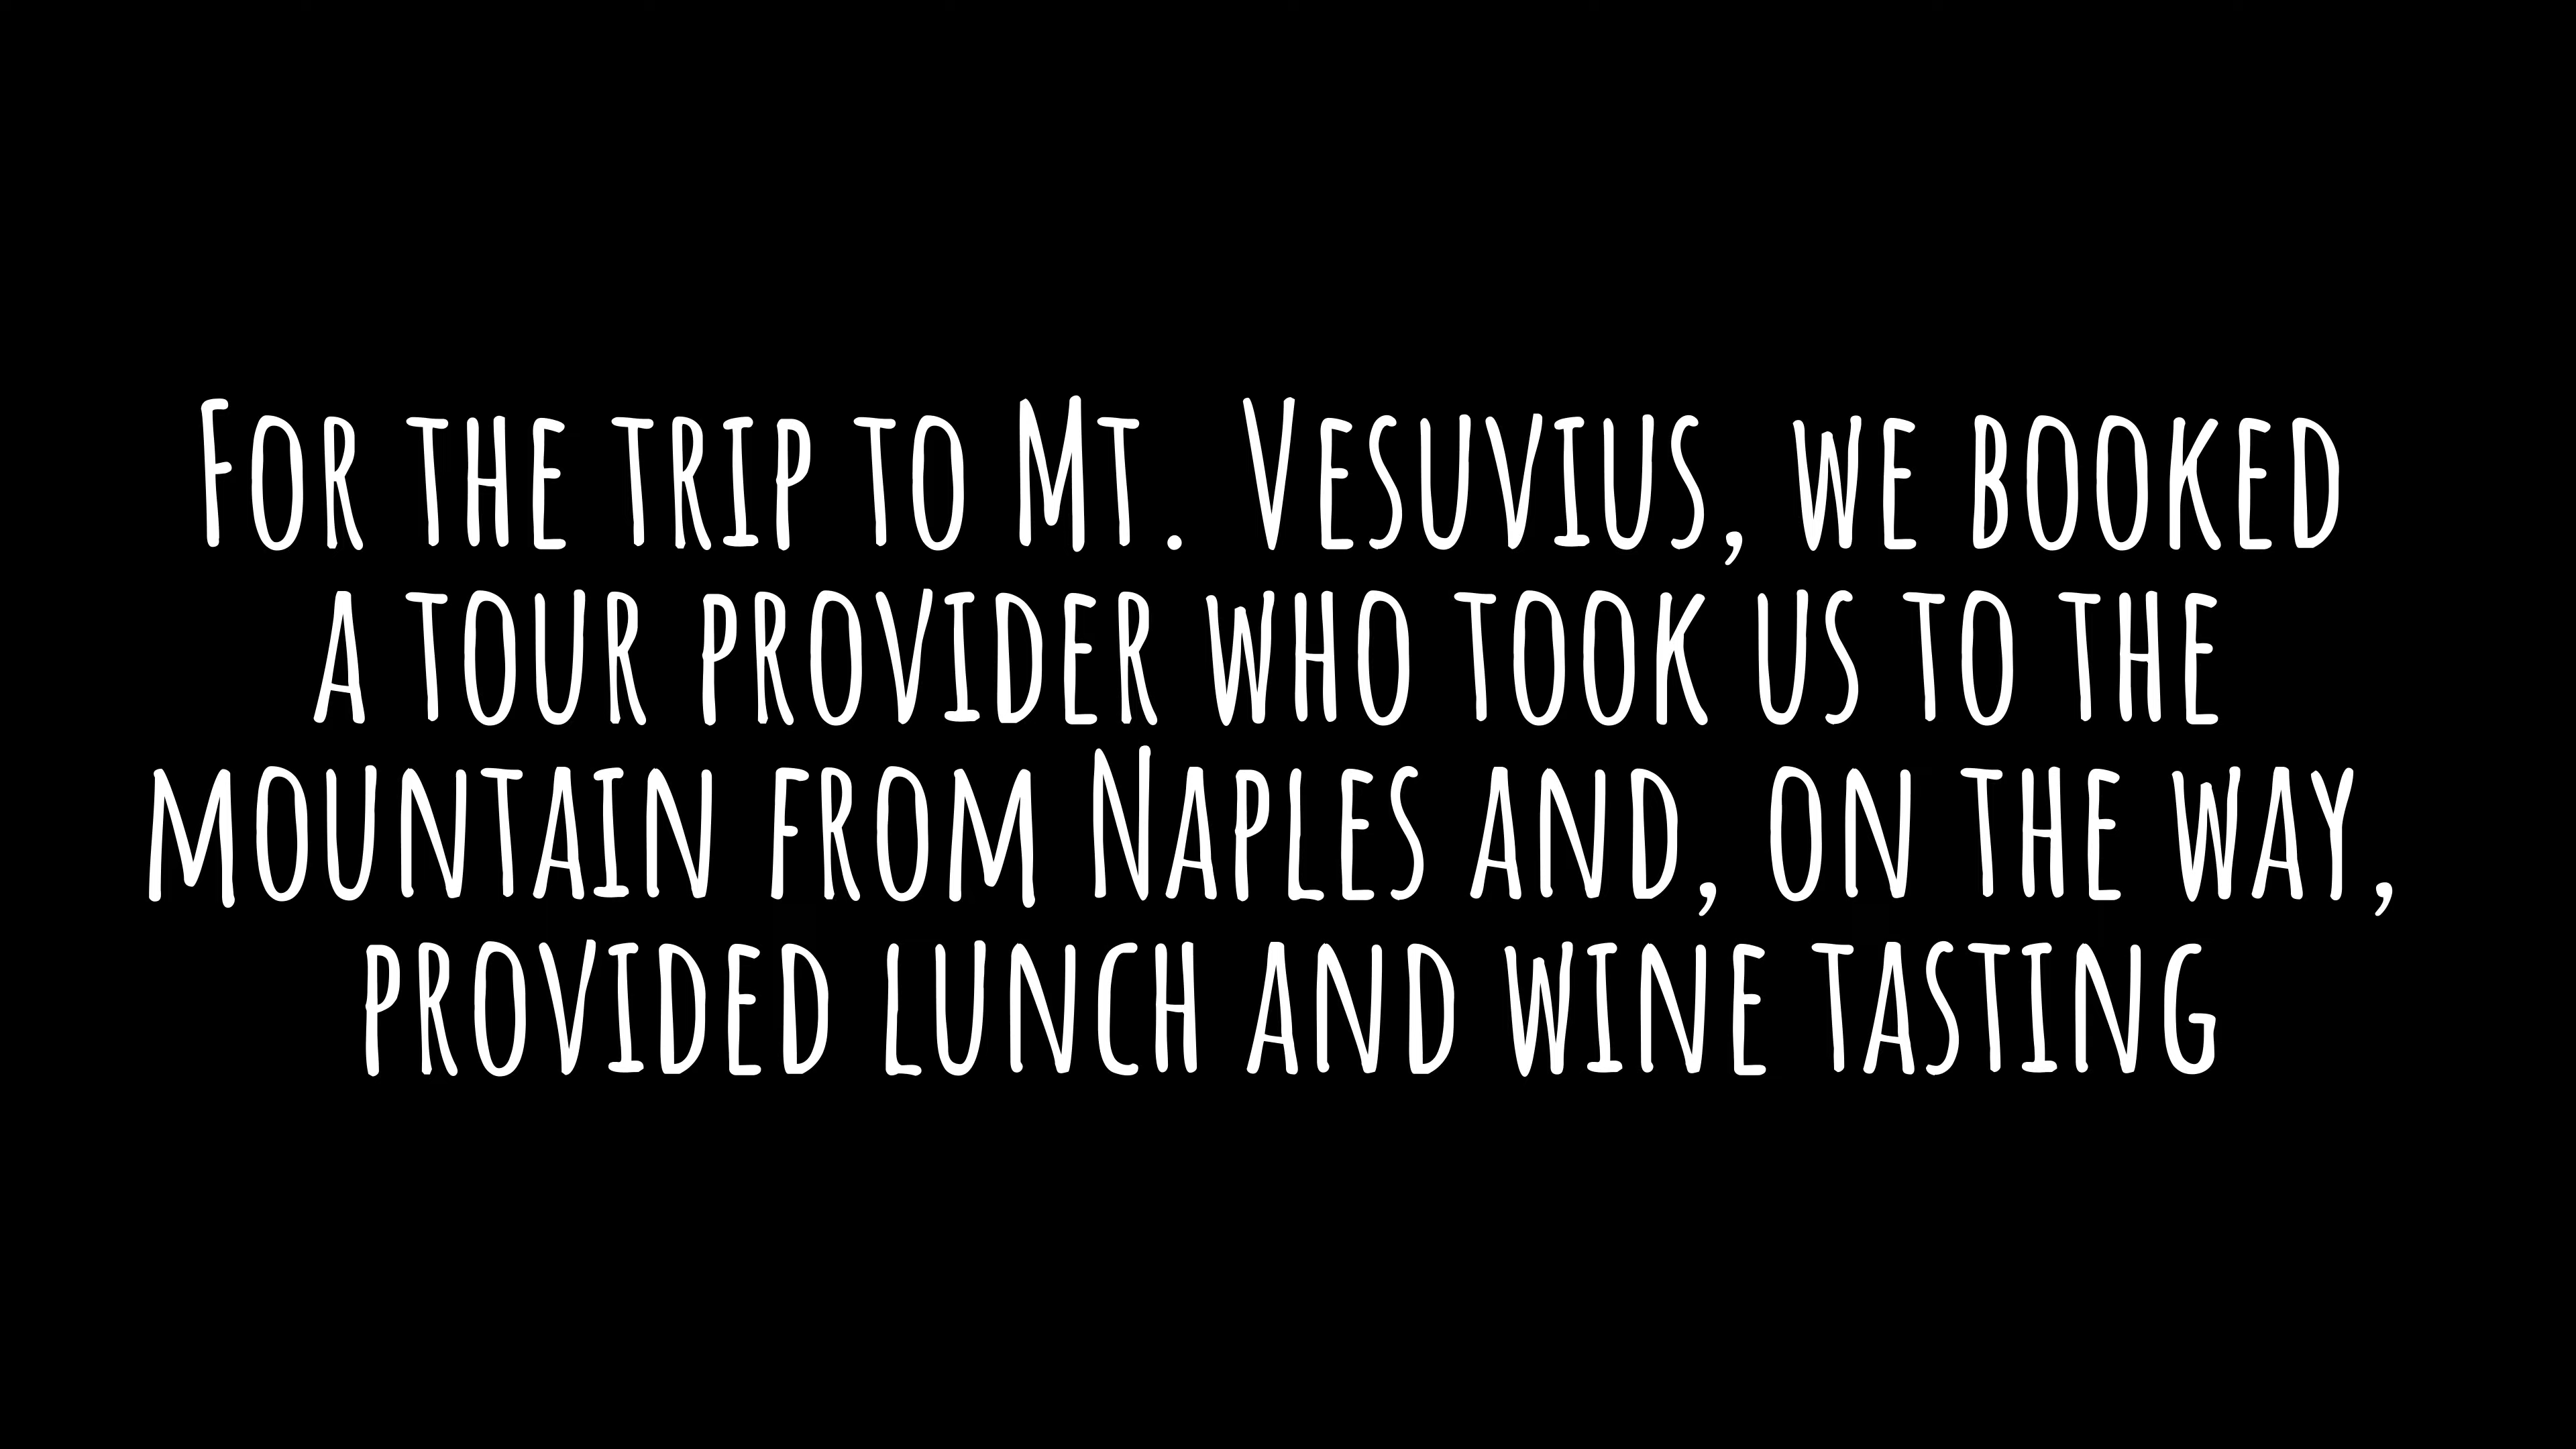 For the trip to Mt. Vesuvius, we booked
a tour provider who took us to the
mountain from Naples and, on the way,
provided lunch and wine tasting